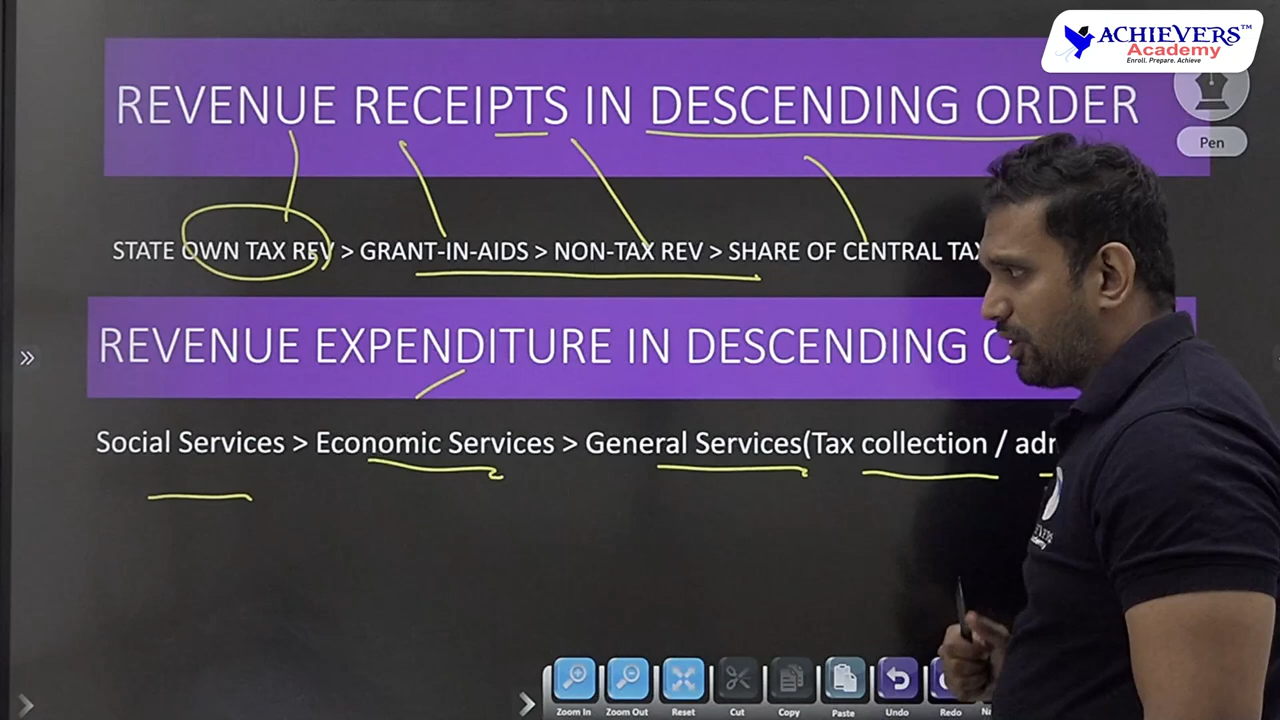 ACHIEVERS™
Academy
Enroll. Prepare. Achieve
REVENUE RECEIPTS IN DESCENDING ORDER
Pen
STATE OWN TAX REV > GRANT-IN-AIDS > NON-TAX REV > SHARE OF CENTRAL TAX
REVENUE EXPENDITURE IN DESCENDING
Social Services > Economic Services > General Services(Tax collection /
Academy
Zoom In Zoom Out Reset Cut Copy Paste Undo Redo